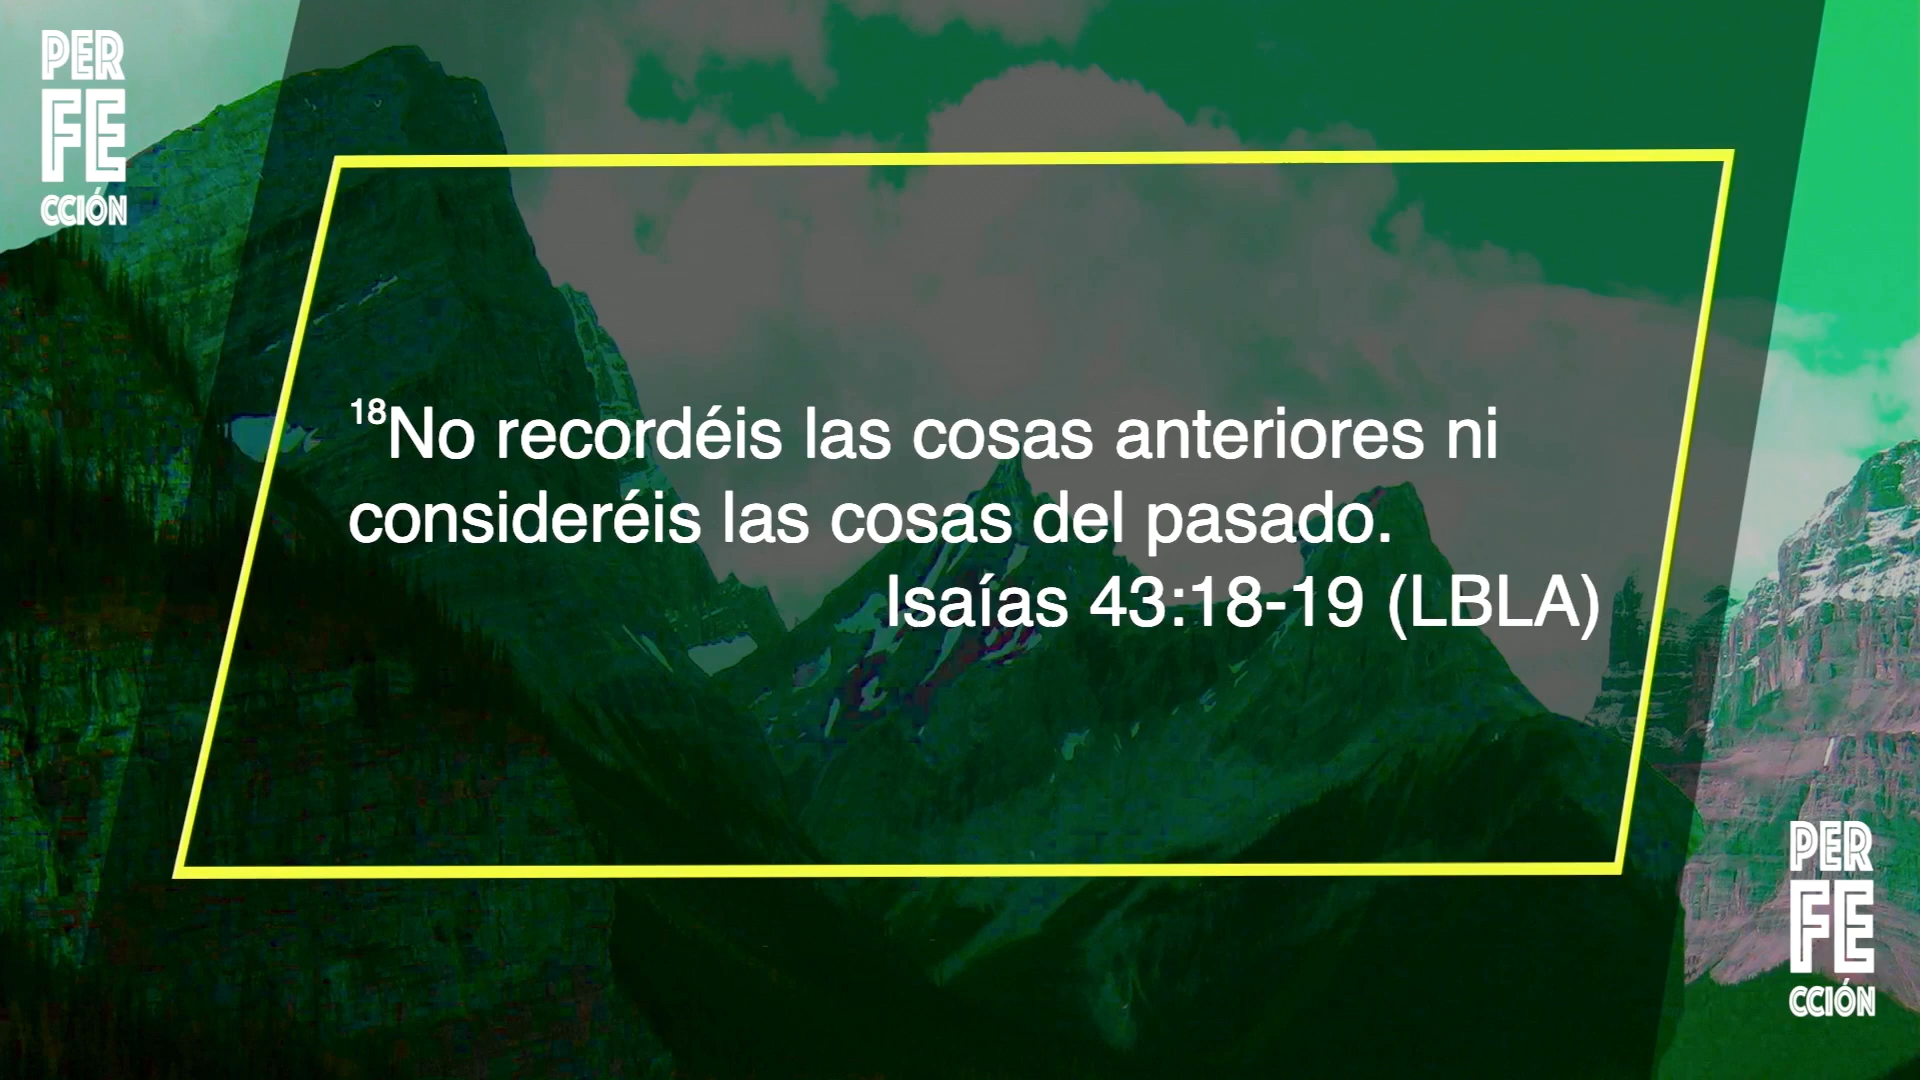 PER
FE
CCIÓN
18No recordéis las cosas anteriores ni
consideréis las cosas del pasado.
Isaías 43:18-19 (LBLA)
PER
FE
CCIÓN